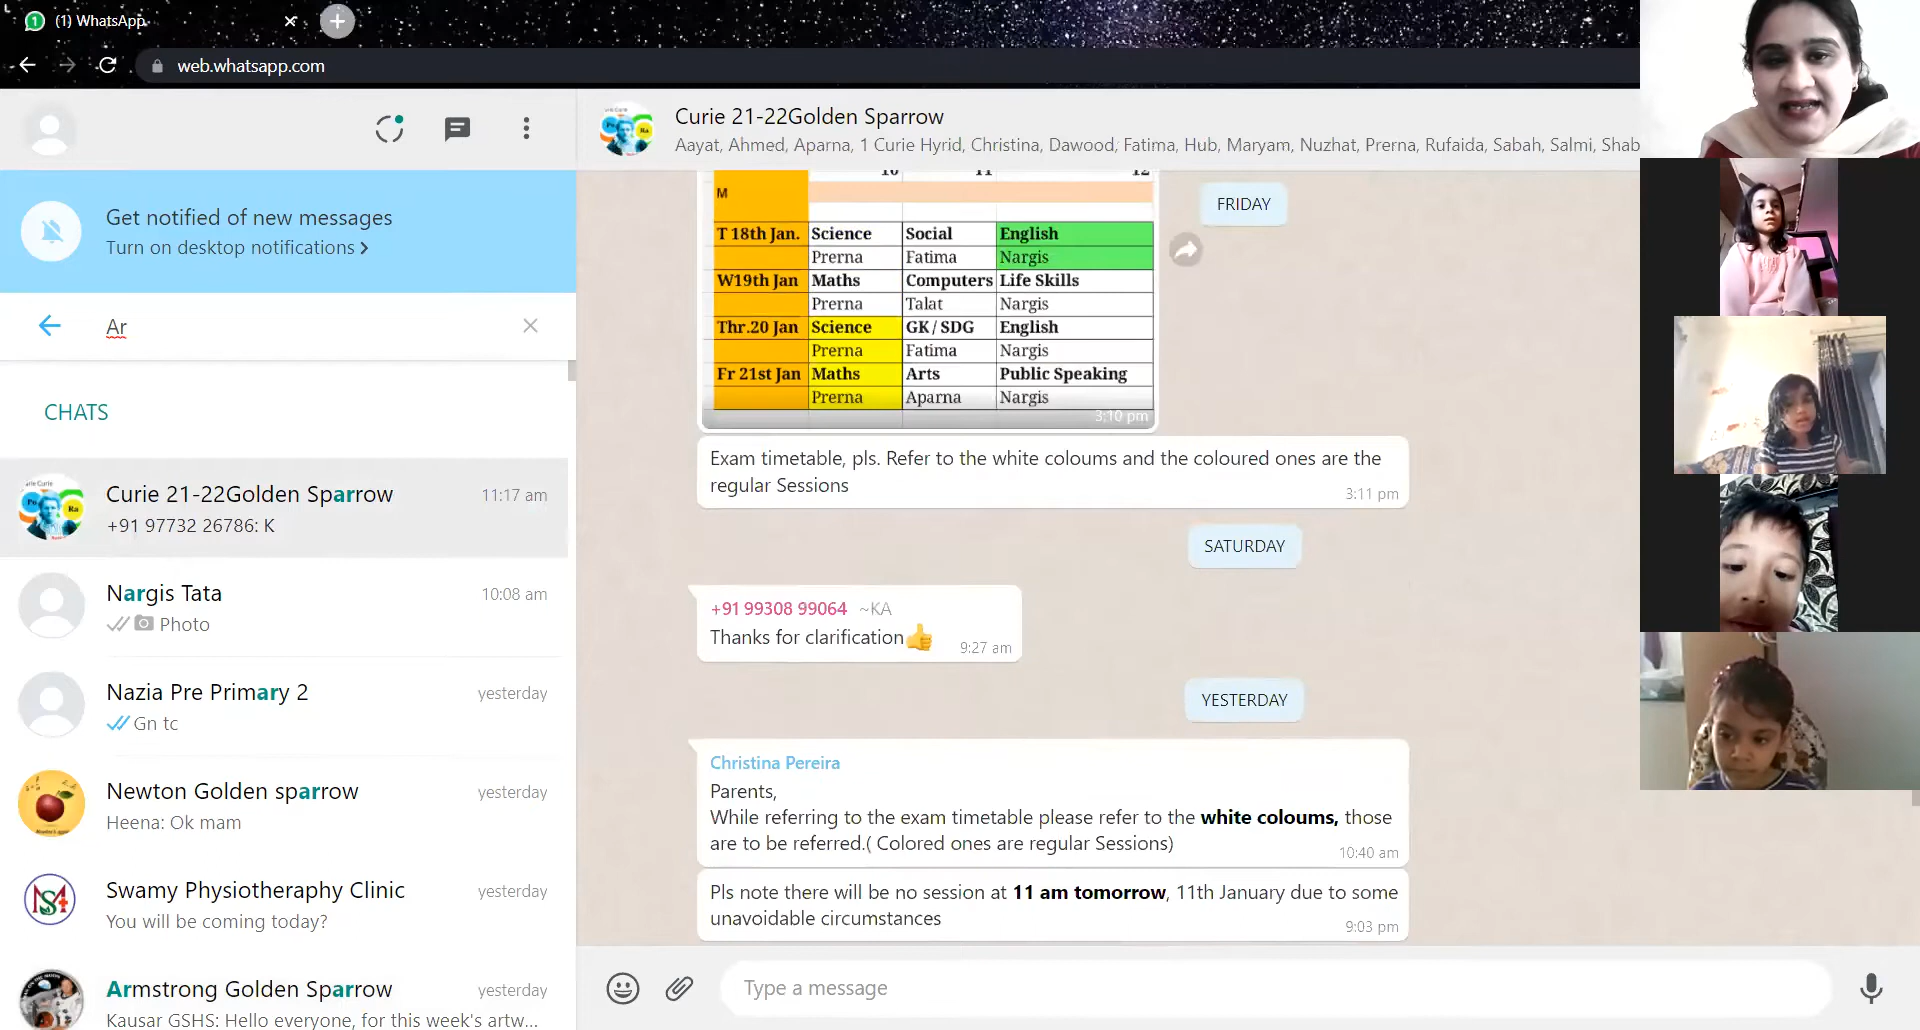 (1) WhatsApp
web.whatsapp.com
Get notified of new messages
Turn on desktop notifications >
Ar
CHATS
Curie 21-22Golden Sparrow
11:17 am
+91 97732 26786: K
Nargis Tata
10:08 am
Photo
Nazia Pre Primary 2
yesterday
Gn tc
Newton Golden sparrow
yesterday
Heena: Ok mam
Swamy Physiotheraphy Clinic
yesterday
You will be coming today?
Armstrong Golden Sparrow
yesterday
Kausar GSHS: Hello everyone, for this week's artw...
Curie 21-22Golden Sparrow
Aayat, Ahmed, Aparna, 1 Curie Hyrid, Christina, Dawood, Fatima, Hub, Maryam, Nuzhat, Prerna, Rufaida, Sabah, Salmi, Shab
10 11 12
M
T 18th Jan. Science Social English
Prerna Fatima Nargis
W19th Jan Maths Computers Life Skills
Prerna Talat Nargis
Thr.20 Jan Science GK / SDG English
Prerna Fatima Nargis
Fr 21st Jan Maths Arts Public Speaking
Prerna Aparna Nargis
3:10 pm
FRIDAY
Exam timetable, pls. Refer to the white coloums and the coloured ones are the
regular Sessions
3:11 pm
SATURDAY
+91 99308 99064 ~KA
Thanks for clarification👍
9:27 am
YESTERDAY
Christina Pereira
Parents,
While referring to the exam timetable please refer to the white coloums, those
are to be referred.( Colored ones are regular Sessions)
10:40 am
Pls note there will be no session at 11 am tomorrow, 11th January due to some
unavoidable circumstances
9:03 pm
Type a message